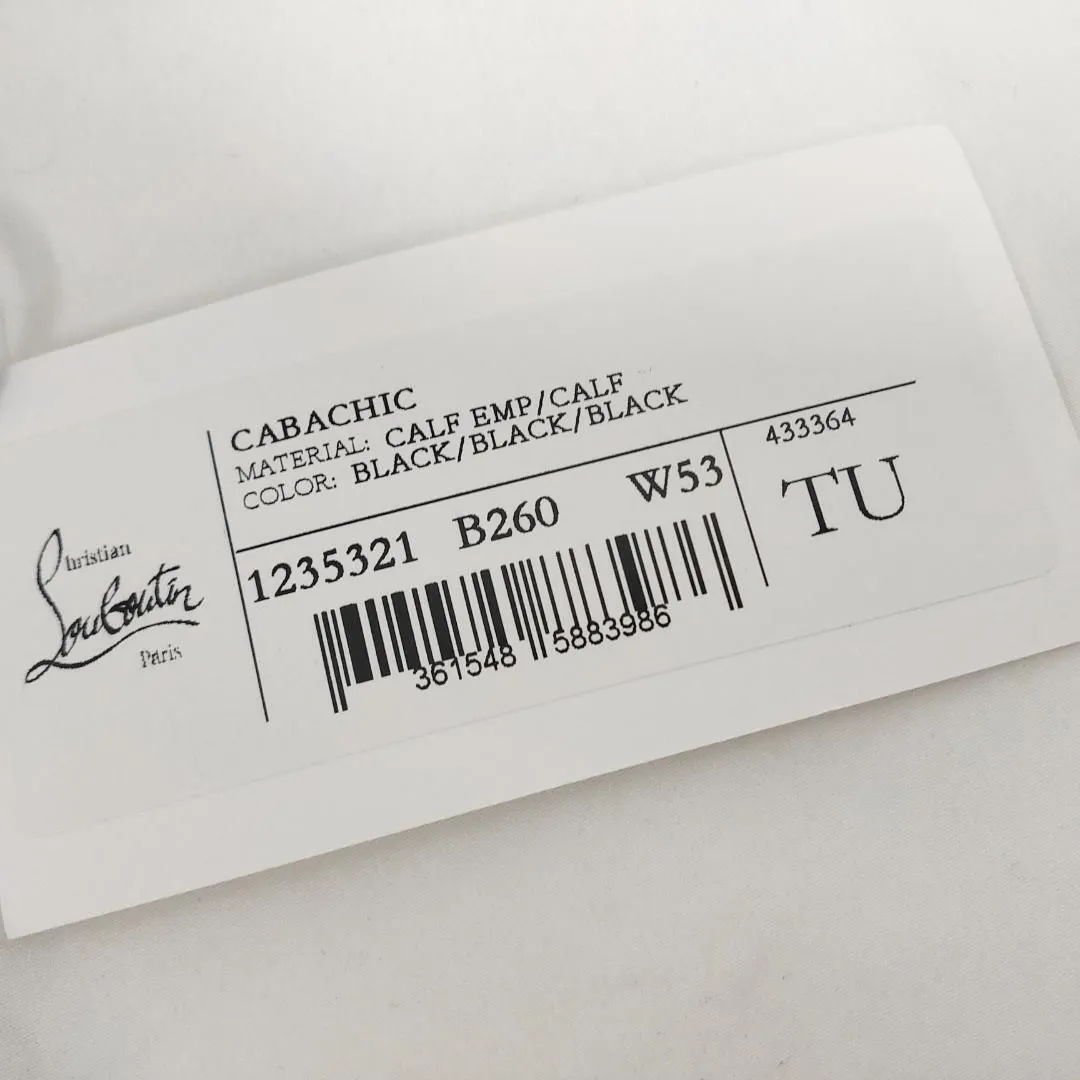 CABACHIC
MATERIAL: CALF EMP/CALF
COLOR: BLACK/BLACK/BLACK
433364
1235321 B260 W53
TU
361548 5883986
Christian
Louboutin
Paris